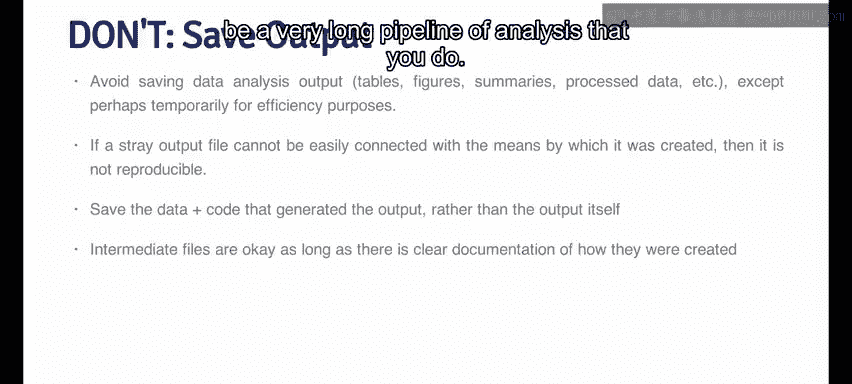 DON'T: Save Output
be a very long pipeline of analysis that
you do.
· Avoid saving data analysis output (tables, figures, summaries, processed data, etc.), except
perhaps temporarily for efficiency purposes.
· If a stray output file cannot be easily connected with the means by which it was created, then it is
not reproducible.
· Save the data + code that generated the output, rather than the output itself
· Intermediate files are okay as long as there is clear documentation of how they were created